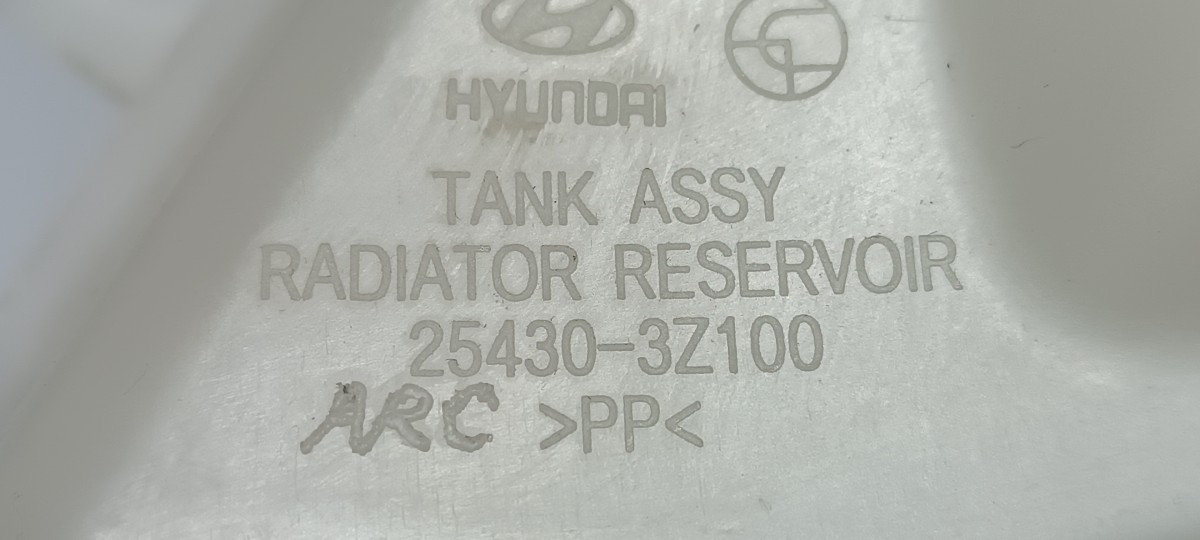 HYUNDAI
TANK ASSY
RADIATOR RESERVOIR
25430-3Z100
ARC >PP<